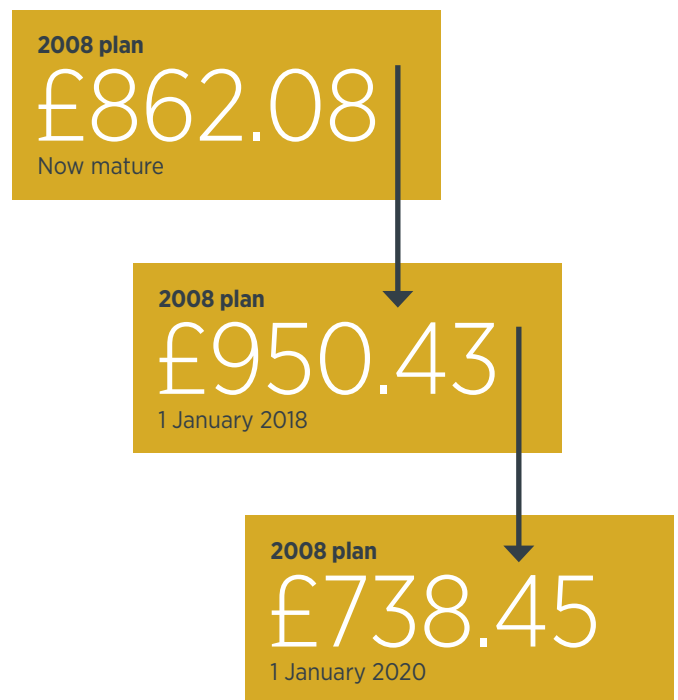 2008 plan
£862.08
Now mature
2008 plan
£950.43
1 January 2018
2008 plan
£738.45
1 January 2020